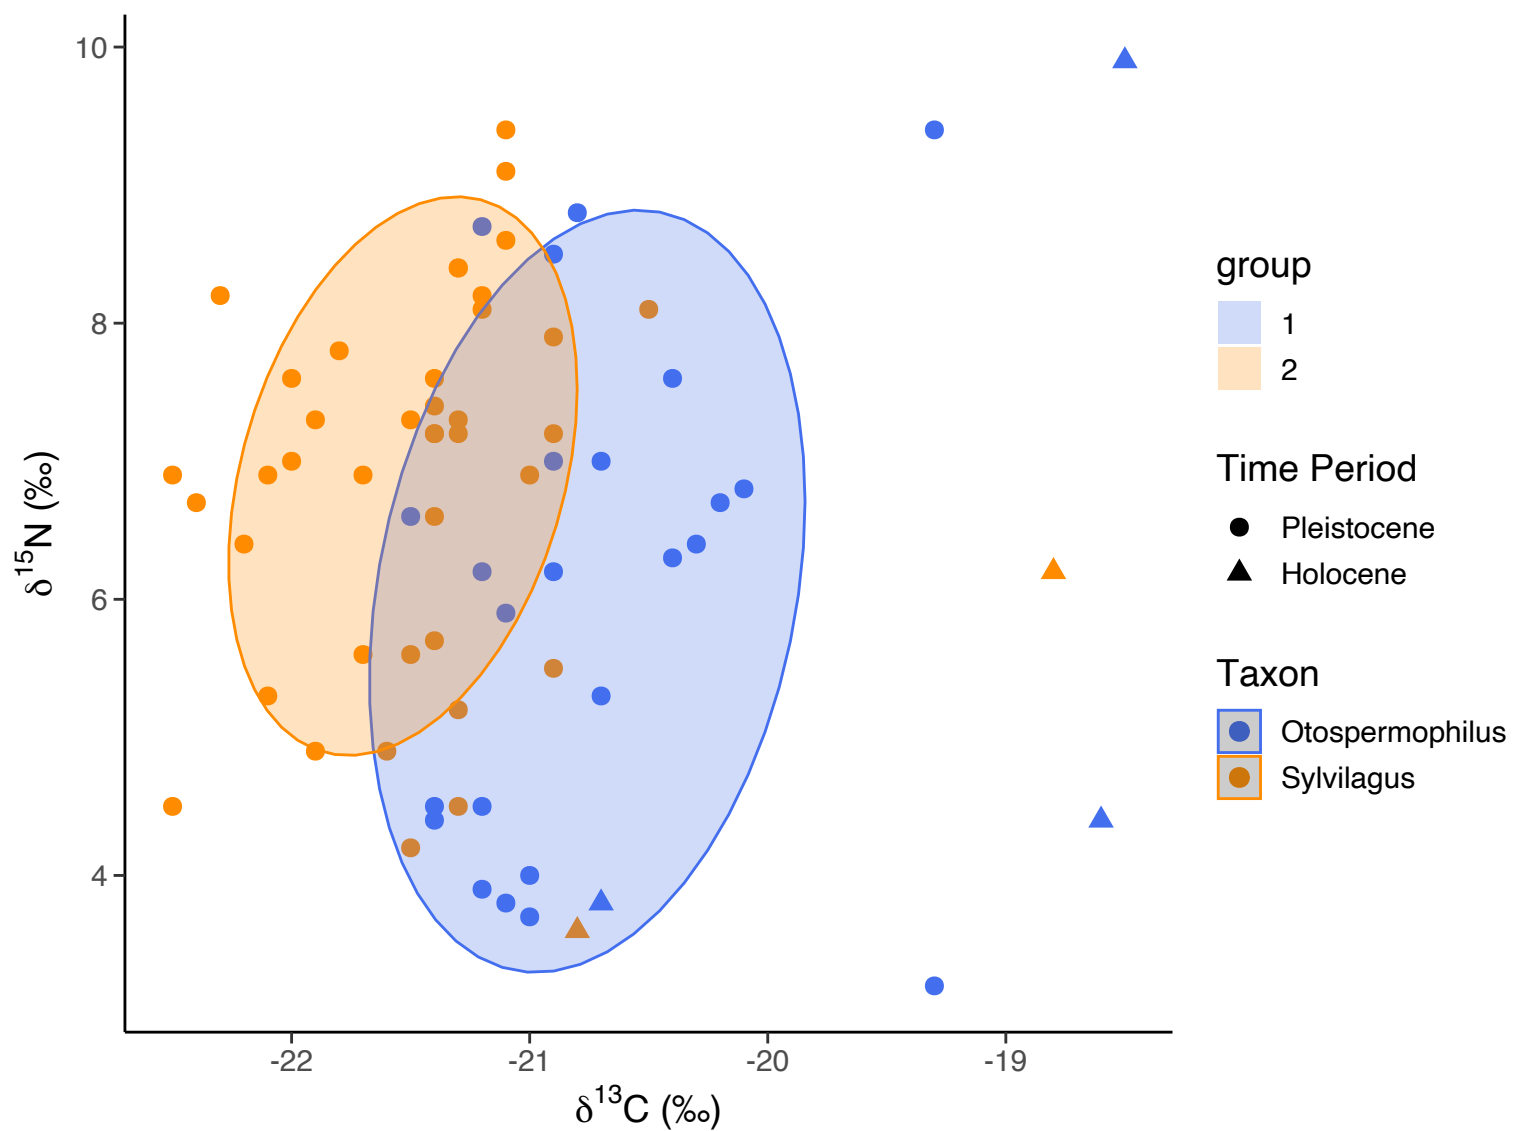 10
8
6
4
-22
-21
-20
-19
δ¹⁵N (‰)
δ¹³C (‰)
group
1
2
Time Period
Pleistocene
Holocene
Taxon
Otospermophilus
Sylvilagus